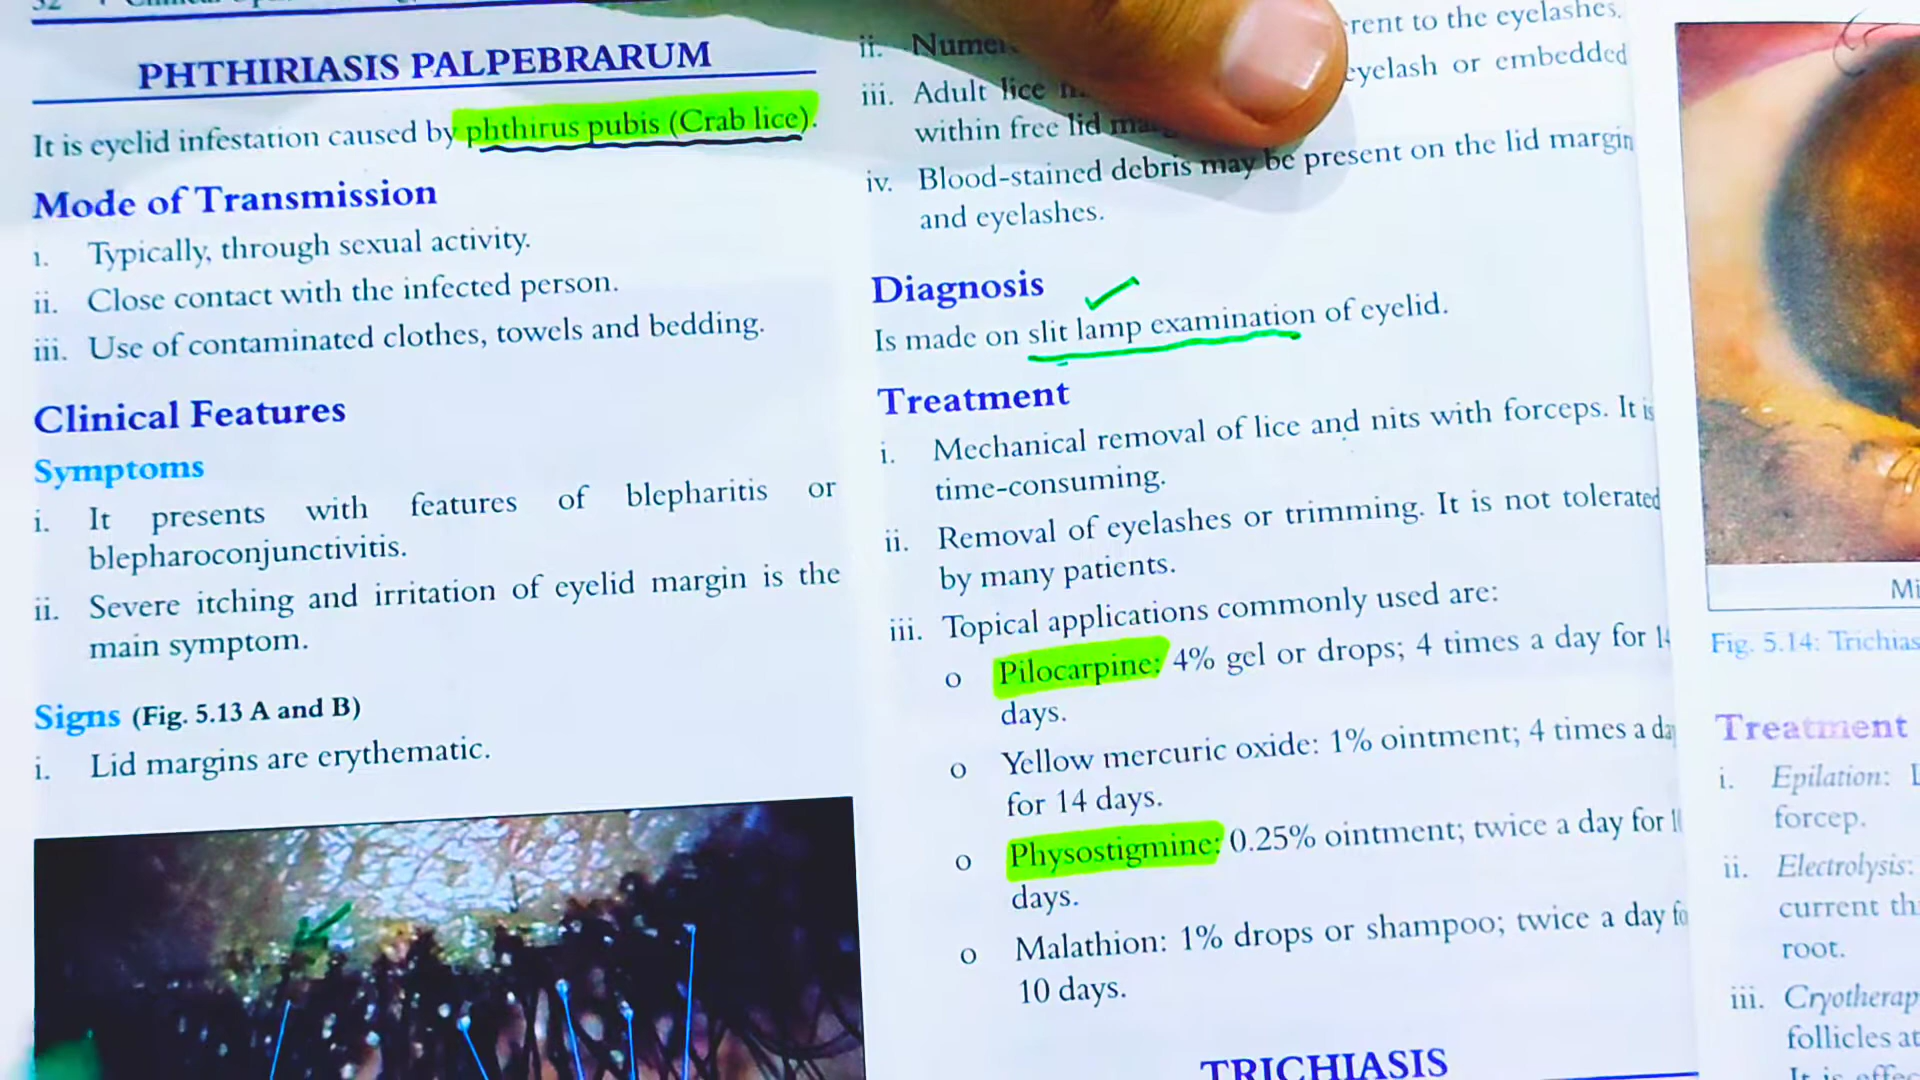 PHTHIRIASIS PALPEBRARUM
It is eyelid infestation caused by phthirus pubis (Crab lice).
Mode of Transmission
i. Typically, through sexual activity.
ii. Close contact with the infected person.
iii. Use of contaminated clothes, towels and bedding.
Clinical Features
Symptoms
i. It presents with features of blepharitis or
blepharoconjunctivitis.
ii. Severe itching and irritation of eyelid margin is the
main symptom.
Signs (Fig. 5.13 A and B)
i. Lid margins are erythematic.
ii. to the eyelashes.
iii. Adult lice eyelash or embedded
within free lid
iv. Blood-stained debris may be present on the lid margin
and eyelashes.
Diagnosis
Is made on slit lamp examination of eyelid.
Treatment
i. Mechanical removal of lice and nits with forceps. It is
time-consuming.
ii. Removal of eyelashes or trimming. It is not tolerated
by many patients.
iii. Topical applications commonly used are:
o Pilocarpine: 4% gel or drops; 4 times a day for
days.
o Yellow mercuric oxide: 1% ointment; 4 times a
for 14 days.
o Physostigmine: 0.25% ointment; twice a day for
days.
o Malathion: 1% drops or shampoo; twice a day
10 days.
TRICHIASIS
Fig. 5.14:
Treatment
i. Epilation:
forcep.
ii. Electrolysis:
current
root.
iii.
follicles
It is